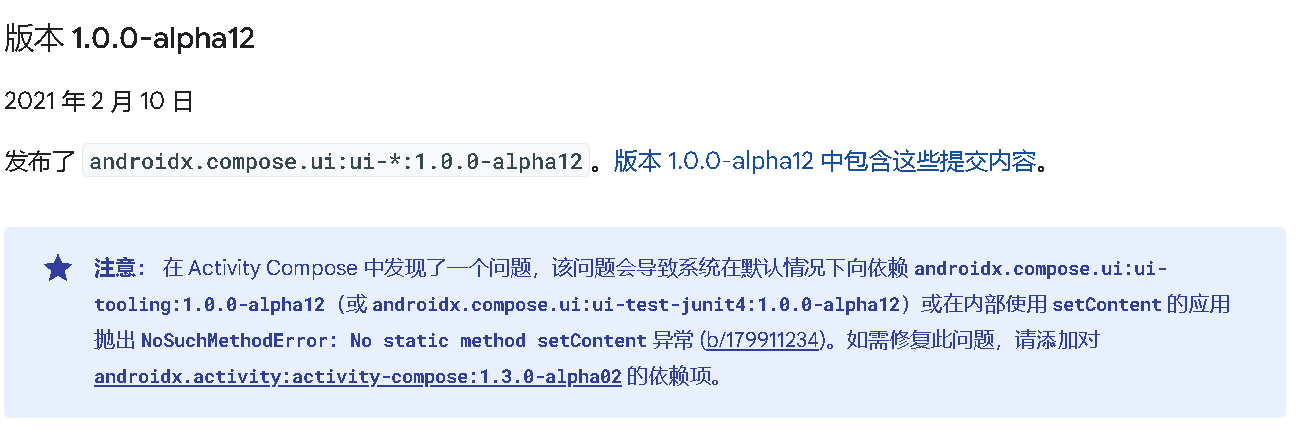 版本 1.0.0-alpha12
2021 年 2 月 10 日
发布了 androidx.compose.ui:ui-*:1.0.0-alpha12。版本 1.0.0-alpha12 中包含这些提交内容。
注意： 在 Activity Compose 中发现了一个问题，该问题会导致系统在默认情况下向依赖 androidx.compose.ui:ui-
tooling:1.0.0-alpha12（或 androidx.compose.ui:ui-test-junit4:1.0.0-alpha12）或在内部使用 setContent 的应用
抛出 NoSuchMethodError: No static method setContent 异常 (b/179911234)。如需修复此问题，请添加对
androidx.activity:activity-compose:1.3.0-alpha02 的依赖项。